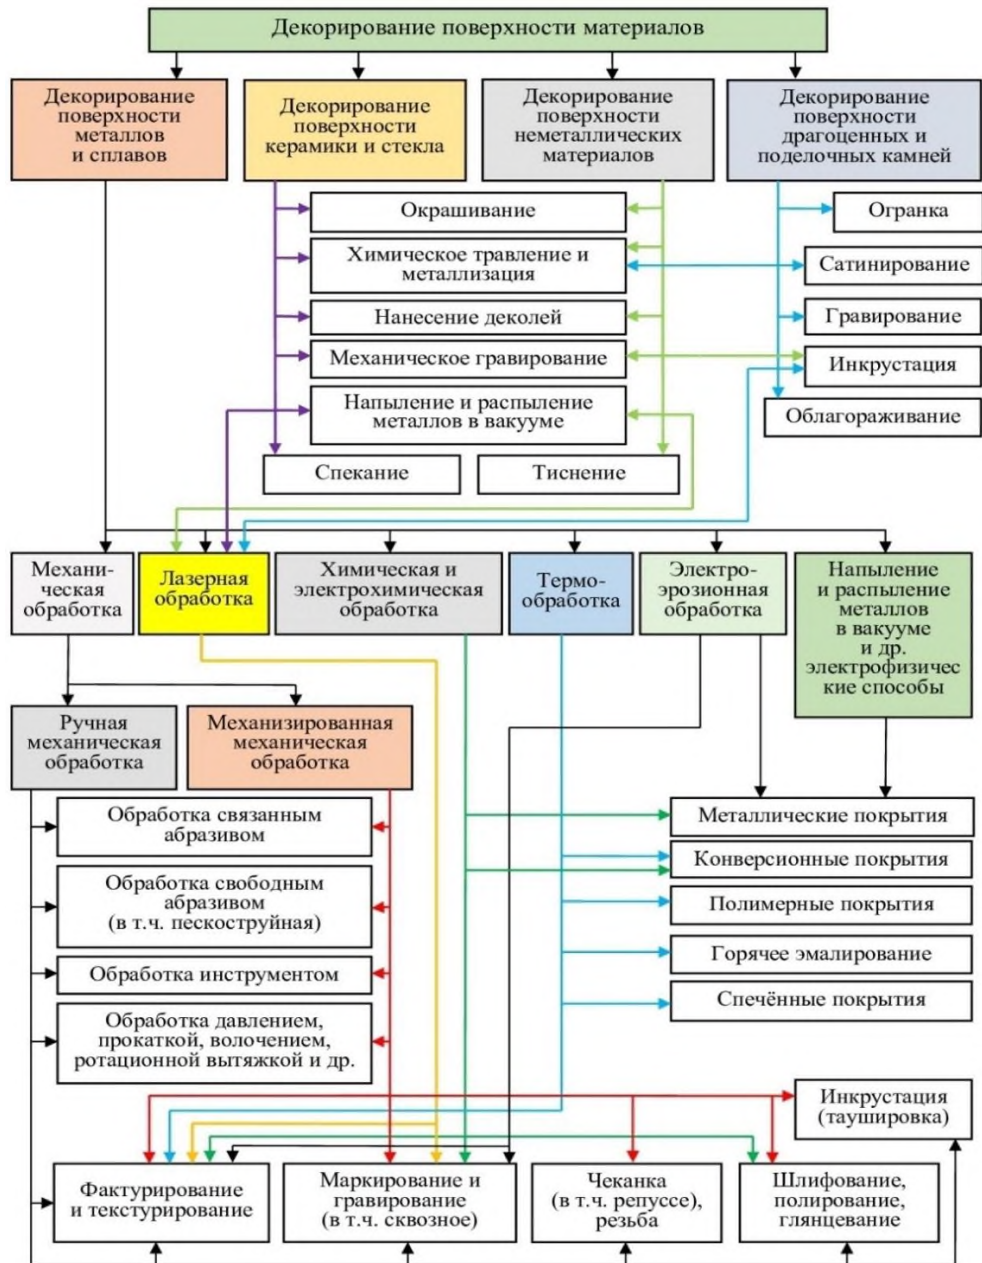 Декорирование поверхности материалов
Декорирование
поверхности
металлов
и сплавов
Декорирование
поверхности
керамики и стекла
Декорирование
поверхности
неметаллических
материалов
Декорирование
поверхности
драгоценных и
поделочных камней
Окрашивание
Химическое травление и
металлизация
Нанесение деколей
Механическое гравирование
Напыление и распыление
металлов в вакууме
Спекание
Тиснение
Огранка
Сатинирование
Гравирование
Инкрустация
Облагораживание
Механи-
ческая
обработка
Лазерная
обработка
Химическая и
электрохимическая
обработка
Термо-
обработка
Электро-
эрозионная
обработка
Напыление
и распыление
металлов
в вакууме
и др.
электрофизичес
кие способы
Ручная
механическая
обработка
Механизированная
механическая
обработка
Обработка связанным
абразивом
Обработка свободным
абразивом
(в т.ч. пескоструйная)
Обработка инструментом
Обработка давлением,
прокаткой, волочением,
ротационной вытяжкой и др.
Металлические покрытия
Конверсионные покрытия
Полимерные покрытия
Горячее эмалирование
Спечённые покрытия
Инкрустация
(таушировка)
Фактурирование
и текстурирование
Маркирование и
гравирование
(в т.ч. сквозное)
Чеканка
(в т.ч. репуссе),
резьба
Шлифование,
полирование,
глянцевание